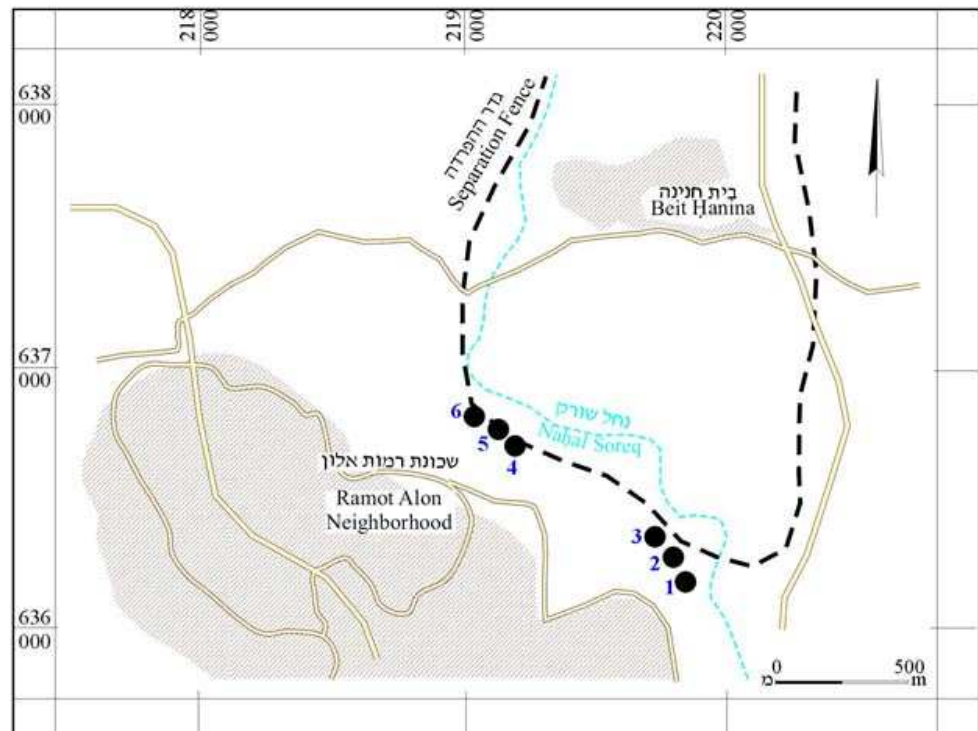 218
000
219
000
220
000
638
000
637
000
636
000
גדר ההפרדה
Separation Fence
בית חנינה
Beit Ḥanina
נחל שורק
Naḥal Soreq
שכונת רמות אלון
Ramot Alon
Neighborhood
6
5
4
3
2
1
0 500
מ m